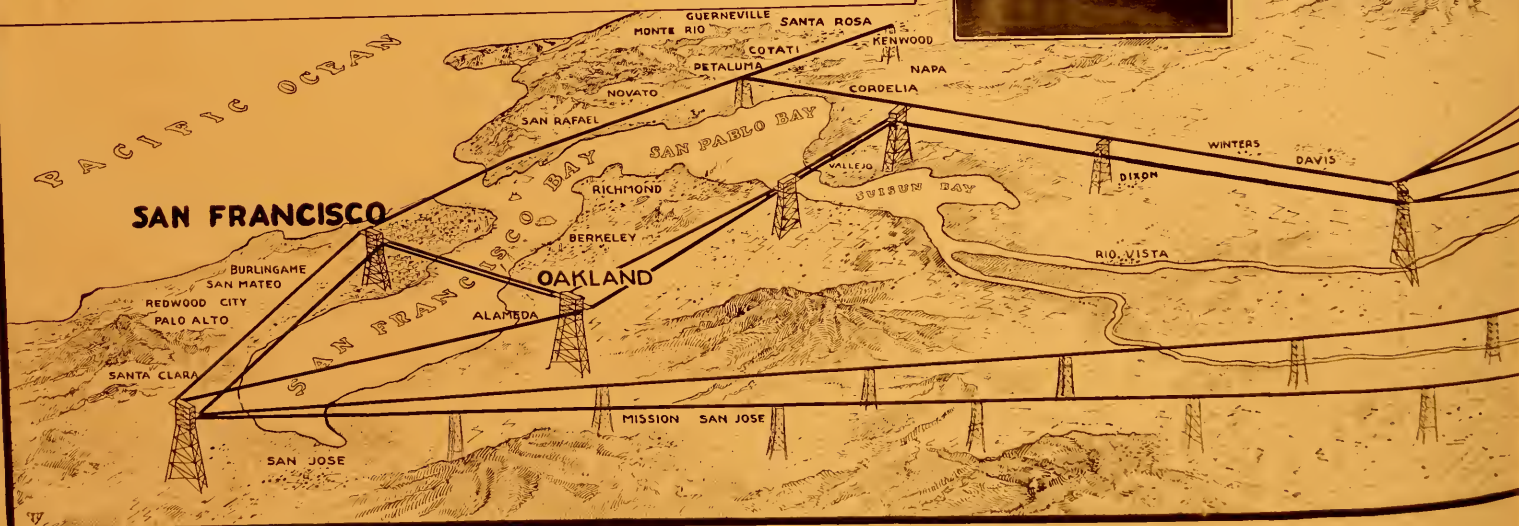 GUERNEVILLE
MONTE RIO
SANTA ROSA
KENWOOD
COTATI
PETALUMA
NAPA
PACIFIC OCEAN
NOVATO
CORDELIA
SAN RAFAEL
SAN PABLO BAY
WINTERS
DAVIS
VALLEJO
DIXON
RICHMOND
SUISUN BAY
SAN FRANCISCO
BERKELEY
RIO VISTA
BURLINGAME
SAN MATEO
OAKLAND
REDWOOD CITY
PALO ALTO
ALAMEDA
SAN FRANCISCO BAY
SANTA CLARA
MISSION SAN JOSE
SAN JOSE